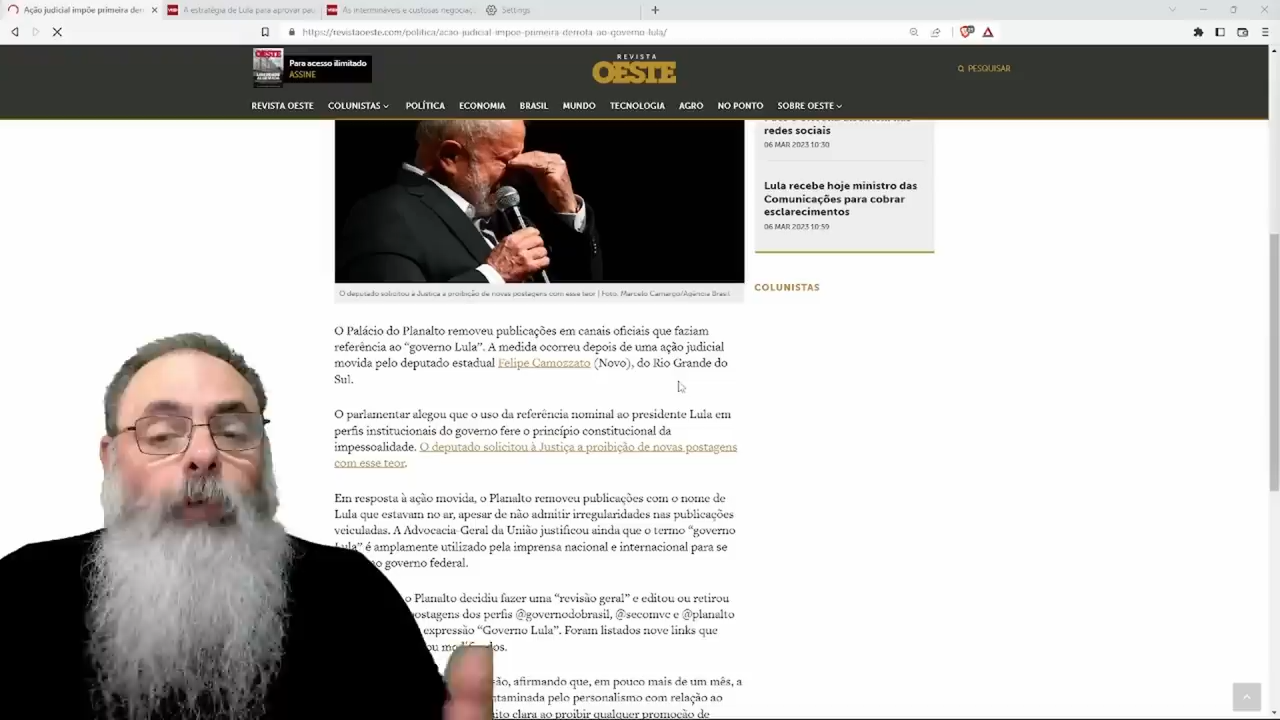 Ação judicial impõe primeira der
A estratégia de Lula para aprovar pau
As intermináveis e custosas negociaç
Settings
https://revistaoeste.com/politica/acao-judicial-impoe-primeira-derrota-ao-governo-lula/
OESTE
Para acesso ilimitado
ASSINE
REVISTA
OESTE
PESQUISAR
REVISTA OESTE
COLUNISTAS
POLÍTICA
ECONOMIA
BRASIL
MUNDO
TECNOLOGIA
AGRO
NO PONTO
SOBRE OESTE
redes sociais
06 MAR 2023 10:30
Lula recebe hoje ministro das
Comunicações para cobrar
esclarecimentos
06 MAR 2023 10:59
COLUNISTAS
O deputado solicitou à Justiça a proibição de novas postagens com esse teor | Foto: Marcelo Camargo/Agência Brasil
O Palácio do Planalto removeu publicações em canais oficiais que faziam
referência ao “governo Lula”. A medida ocorreu depois de uma ação judicial
movida pelo deputado estadual Felipe Camozzato (Novo), do Rio Grande do
Sul.
O parlamentar alegou que o uso da referência nominal ao presidente Lula em
perfis institucionais do governo fere o princípio constitucional da
impessoalidade. O deputado solicitou à Justiça a proibição de novas postagens
com esse teor.
Em resposta à ação movida, o Planalto removeu publicações com o nome de
Lula que estavam no ar, apesar de não admitir irregularidades nas publicações
veiculadas. A Advocacia-Geral da União justificou ainda que o termo “governo
Lula” é amplamente utilizado pela imprensa nacional e internacional para se
no governo federal.
o Planalto decidiu fazer uma “revisão geral” e editou ou retirou
postagens dos perfis @governodobrasil, @secomvc e @planalto
expressão “Governo Lula”. Foram listados nove links que
ou modificados.
são, afirmando que, em pouco mais de um mês, a
ntaminada pelo personalismo com relação ao
ito clara ao proibir qualquer promoção de